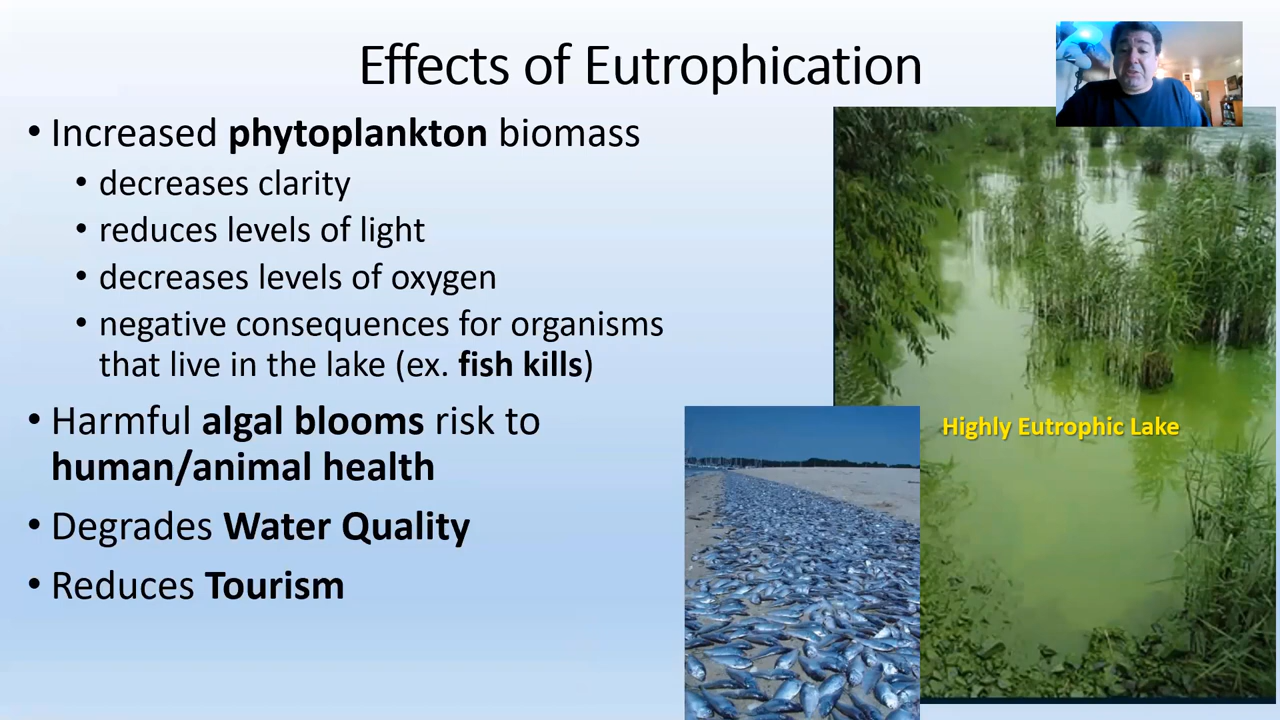 Effects of Eutrophication
• Increased phytoplankton biomass
• decreases clarity
• reduces levels of light
• decreases levels of oxygen
• negative consequences for organisms
that live in the lake (ex. fish kills)
• Harmful algal blooms risk to
human/animal health
• Degrades Water Quality
• Reduces Tourism
Highly Eutrophic Lake